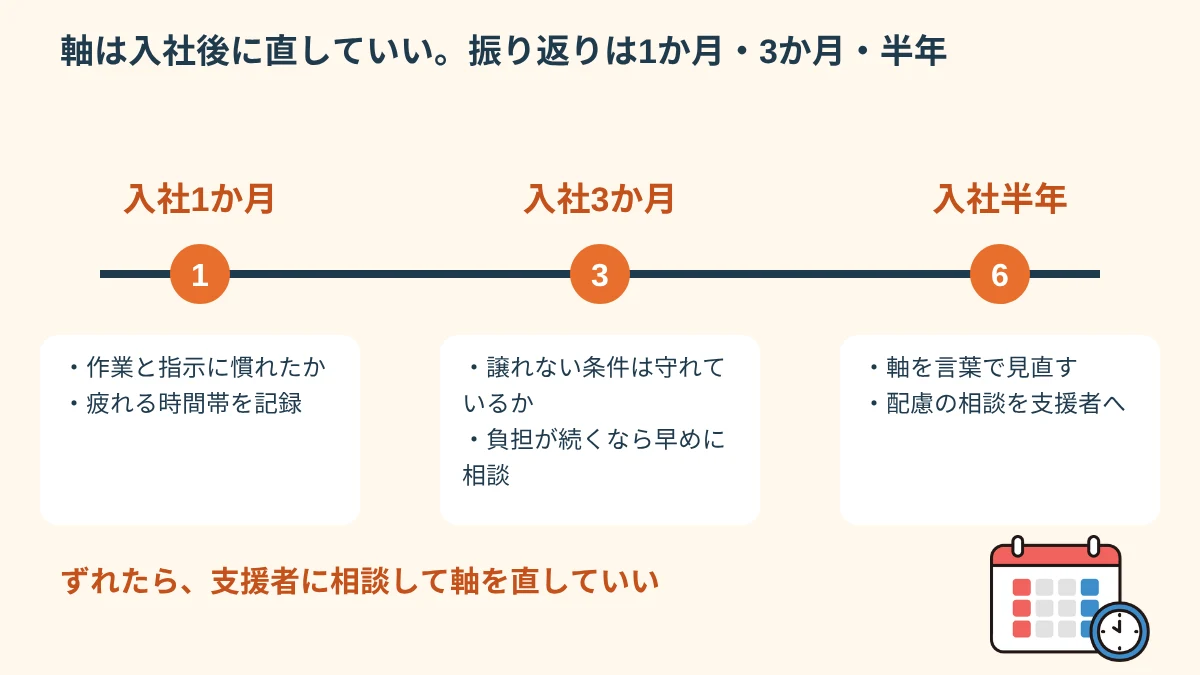 軸は入社後に直していい。振り返りは1か月・3か月・半年
入社1か月
入社3か月
入社半年
1
3
6
・作業と指示に慣れたか
・疲れる時間帯を記録
・譲れない条件は守れて
いるか
・負担が続くなら早めに
相談
・軸を言葉で見直す
・配慮の相談を支援者へ
ずれたら、支援者に相談して軸を直していい